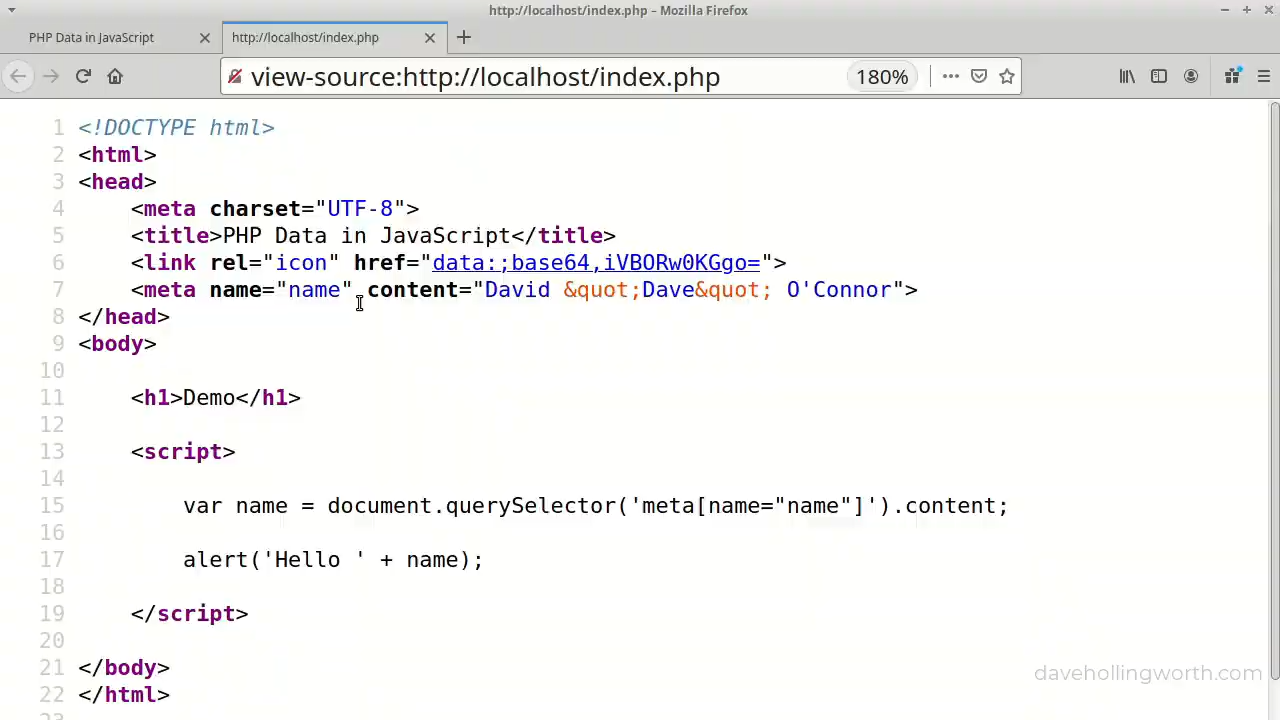 http://localhost/index.php – Mozilla Firefox
PHP Data in JavaScript
http://localhost/index.php
view-source:http://localhost/index.php
180%
1 <!DOCTYPE html>
2 <html>
3 <head>
4 <meta charset="UTF-8">
5 <title>PHP Data in JavaScript</title>
6 <link rel="icon" href="data:;base64,iVBORw0KGgo=">
7 <meta name="name" content="David &quot;Dave&quot; O'Connor">
8 </head>
9 <body>
10
11 <h1>Demo</h1>
12
13 <script>
14
15 var name = document.querySelector('meta[name="name"]').content;
16
17 alert('Hello ' + name);
18
19 </script>
20
21 </body>
22 </html>
23
davehollingworth.com